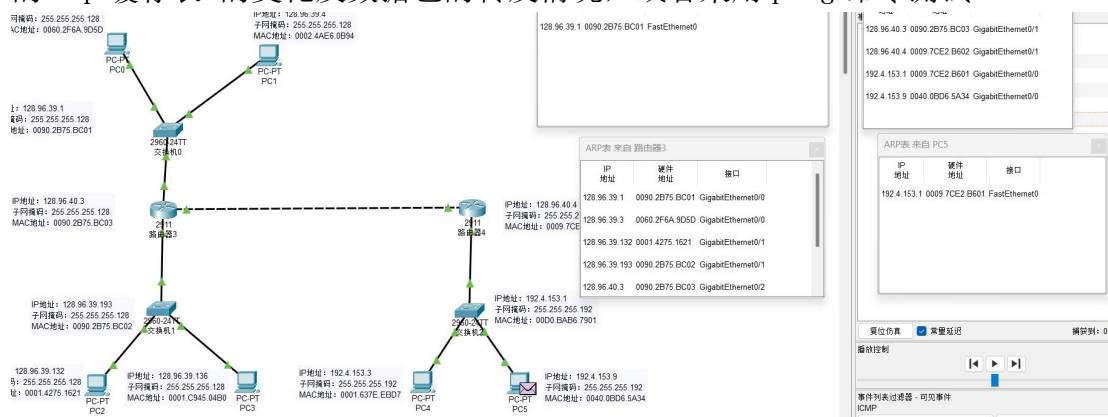 子网掩码: 255.255.255.128
IP地址: 128.96.39.4
子网掩码: 255.255.255.128
MAC地址: 0002.4AE6.0B94
AC地址: 0060.2F6A.9D5D
PC-PT
PC0
PC-PT
PC1
128.96.39.1 0090.2B75.BC01 FastEthernet0
128.96.40.3 0090.2B75.BC03 GigabitEthernet0/1
128.96.40.4 0009.7CE2.B602 GigabitEthernet0/1
192.4.153.1 0009.7CE2.B601 GigabitEthernet0/0
192.4.153.9 0040.0BD6.5A34 GigabitEthernet0/0
: 128.96.39.1
掩码: 255.255.255.128
地址: 0090.2B75.BC01
2960-24TT
交换机0
ARP表 来自 路由器3
IP
地址
硬件
地址
接口
128.96.39.1 0090.2B75.BC01 GigabitEthernet0/0
128.96.39.3 0060.2F6A.9D5D GigabitEthernet0/0
128.96.39.132 0001.4275.1621 GigabitEthernet0/1
128.96.39.193 0090.2B75.BC02 GigabitEthernet0/1
128.96.40.3 0090.2B75.BC03 GigabitEthernet0/2
ARP表 来自 PC5
IP
地址
硬件
地址
接口
192.4.153.1 0009.7CE2.B601 FastEthernet0
IP地址: 128.96.40.3
子网掩码: 255.255.255.128
MAC地址: 0090.2B75.BC03
2911
路由器3
2911
路由器4
IP地址: 128.96.40.4
子网掩码: 255.255.2
MAC地址: 0009.7CE
IP地址: 128.96.39.193
子网掩码: 255.255.255.128
MAC地址: 0090.2B75.BC02
2960-24TT
交换机1
IP地址: 192.4.153.1
子网掩码: 255.255.255.192
MAC地址: 00D0.BAB6.7901
2960-24TT
交换机2
128.96.39.132
: 255.255.255.128
: 0001.4275.1621
PC-PT
PC2
IP地址: 128.96.39.136
子网掩码: 255.255.255.128
MAC地址: 0001.C945.04B0
PC-PT
PC3
IP地址: 192.4.153.3
子网掩码: 255.255.255.192
MAC地址: 0001.637E.EBD7
PC-PT
PC4
PC-PT
PC5
IP地址: 192.4.153.9
子网掩码: 255.255.255.192
MAC地址: 0040.0BD6.5A34
复位仿真 常量延迟 捕获到: 0
播放控制
事件列表过滤器 - 可见事件
ICMP